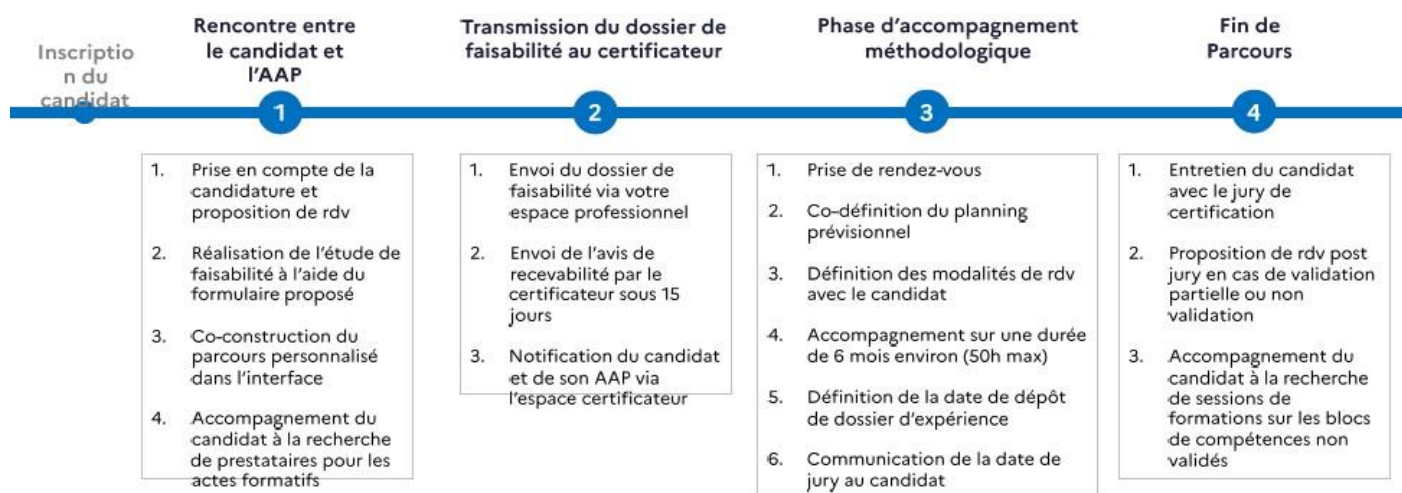 Inscriptio
n du
candidat
Rencontre entre
le candidat et
l'AAP
1
1. Prise en compte de la
candidature et
proposition de rdv
2. Réalisation de l'étude de
faisabilité à l'aide du
formulaire proposé
3. Co-construction du
parcours personnalisé
dans l'interface
4. Accompagnement du
candidat à la recherche
de prestataires pour les
actes formatifs
Transmission du dossier de
faisabilité au certificateur
2
1. Envoi du dossier de
faisabilité via votre
espace professionnel
2. Envoi de l'avis de
recevabilité par le
certificateur sous 15
jours
3. Notification du candidat
et de son AAP via
l'espace certificateur
Phase d'accompagnement
méthodologique
3
1. Prise de rendez-vous
2. Co-définition du planning
prévisionnel
3. Définition des modalités de rdv
avec le candidat
4. Accompagnement sur une durée
de 6 mois environ (50h max)
5. Définition de la date de dépôt
de dossier d'expérience
6. Communication de la date de
jury au candidat
Fin de
Parcours
4
1. Entretien du candidat
avec le jury de
certification
2. Proposition de rdv post
jury en cas de validation
partielle ou non
validation
3. Accompagnement du
candidat à la recherche
de sessions de
formations sur les blocs
de compétences non
validés